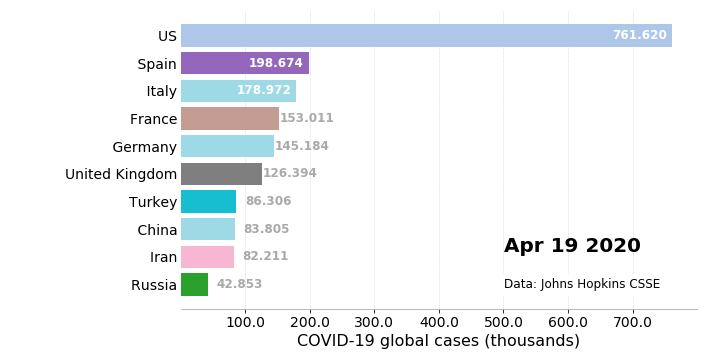 US 761.620
Spain 198.674
Italy 178.972
France 153.011
Germany 145.184
United Kingdom 126.394
Turkey 86.306
China 83.805
Iran 82.211
Russia 42.853
Apr 19 2020
Data: Johns Hopkins CSSE
100.0 200.0 300.0 400.0 500.0 600.0 700.0
COVID-19 global cases (thousands)